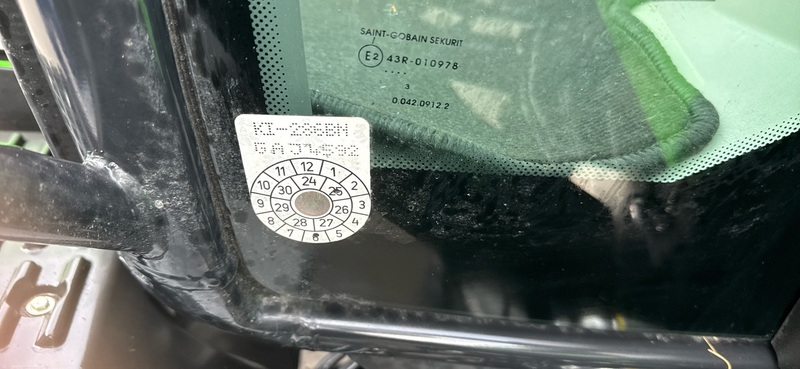 SAINT-GOBAIN SEKURIT
E2 43R-010978
. . . .
3
0.042.0912.2
KI-286BM
12 1 2 3 4 5 6 7 8 9 10 11
24 25 26 27 28 29 30